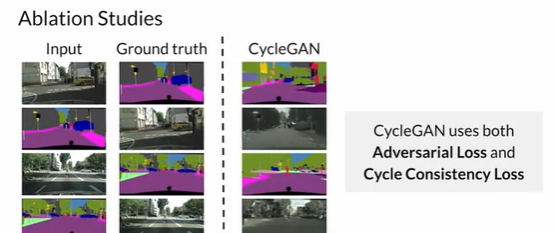 Ablation Studies
Input
Ground truth
CycleGAN
CycleGAN uses both
Adversarial Loss and
Cycle Consistency Loss